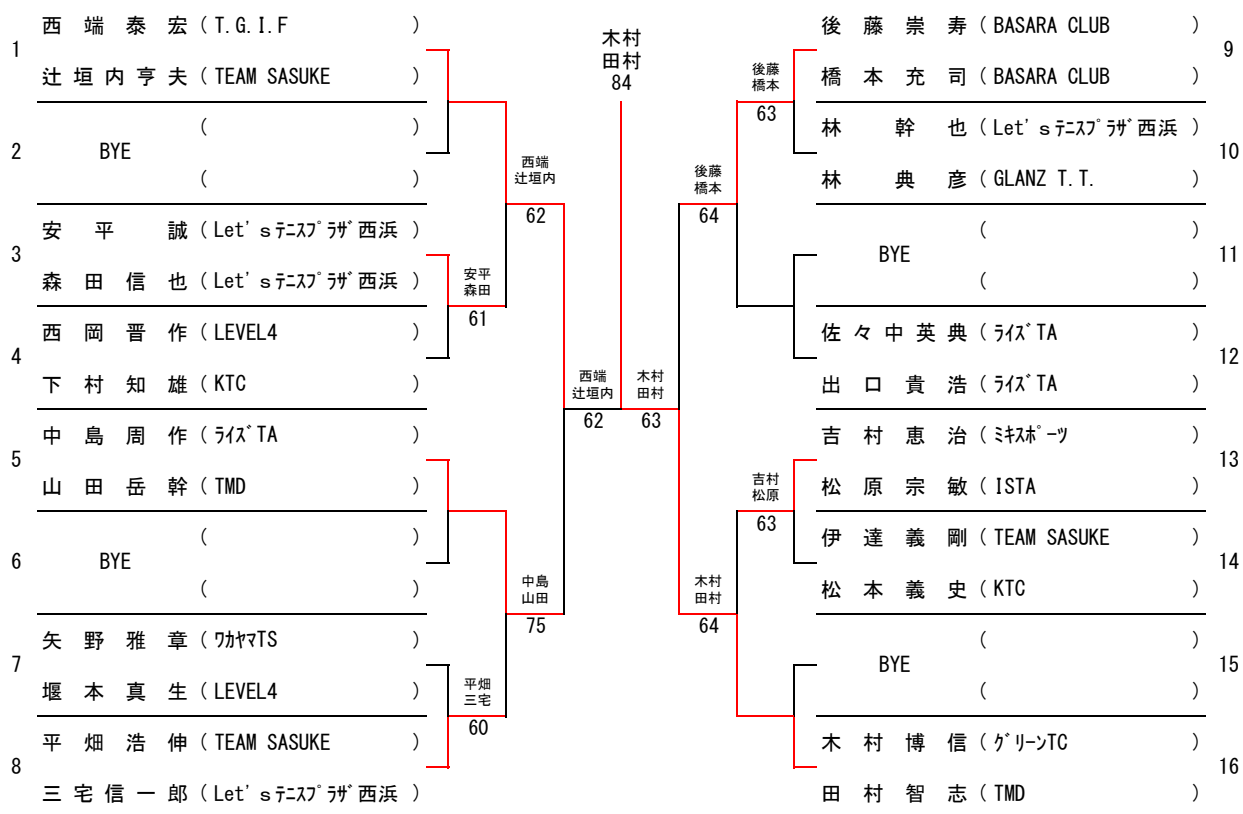 1
西端泰宏(T.G.I.F)
辻垣内亨夫(TEAM SASUKE)
2
BYE
()
()
3
安平誠(Let'sﾃﾆｽﾌﾟﾗｻﾞ西浜)
森田信也(Let'sﾃﾆｽﾌﾟﾗｻﾞ西浜)
4
西岡晋作(LEVEL4)
下村知雄(KTC)
5
中島周作(ﾗｲｽﾞTA)
山田岳幹(TMD)
6
BYE
()
()
7
矢野雅章(ﾜｶﾔﾏTS)
堰本真生(LEVEL4)
8
平畑浩伸(TEAM SASUKE)
三宅信一郎(Let'sﾃﾆｽﾌﾟﾗｻﾞ西浜)
安平
森田
61
平畑
三宅
60
西端
辻垣内
62
中島
山田
75
西端
辻垣内
62
木村
田村
84
木村
田村
63
後藤
橋本
64
木村
田村
64
後藤
橋本
63
吉村
松原
63
後藤崇寿(BASARA CLUB)
橋本充司(BASARA CLUB)
9
林幹也(Let'sﾃﾆｽﾌﾟﾗｻﾞ西浜)
林典彦(GLANZ T.T.)
10
BYE
()
()
11
佐々中英典(ﾗｲｽﾞTA)
出口貴浩(ﾗｲｽﾞTA)
12
吉村恵治(ﾐｷｽﾎﾟｰﾂ)
松原宗敏(ISTA)
13
伊達義剛(TEAM SASUKE)
松本義史(KTC)
14
BYE
()
()
15
木村博信(ｸﾞﾘｰﾝTC)
田村智志(TMD)
16